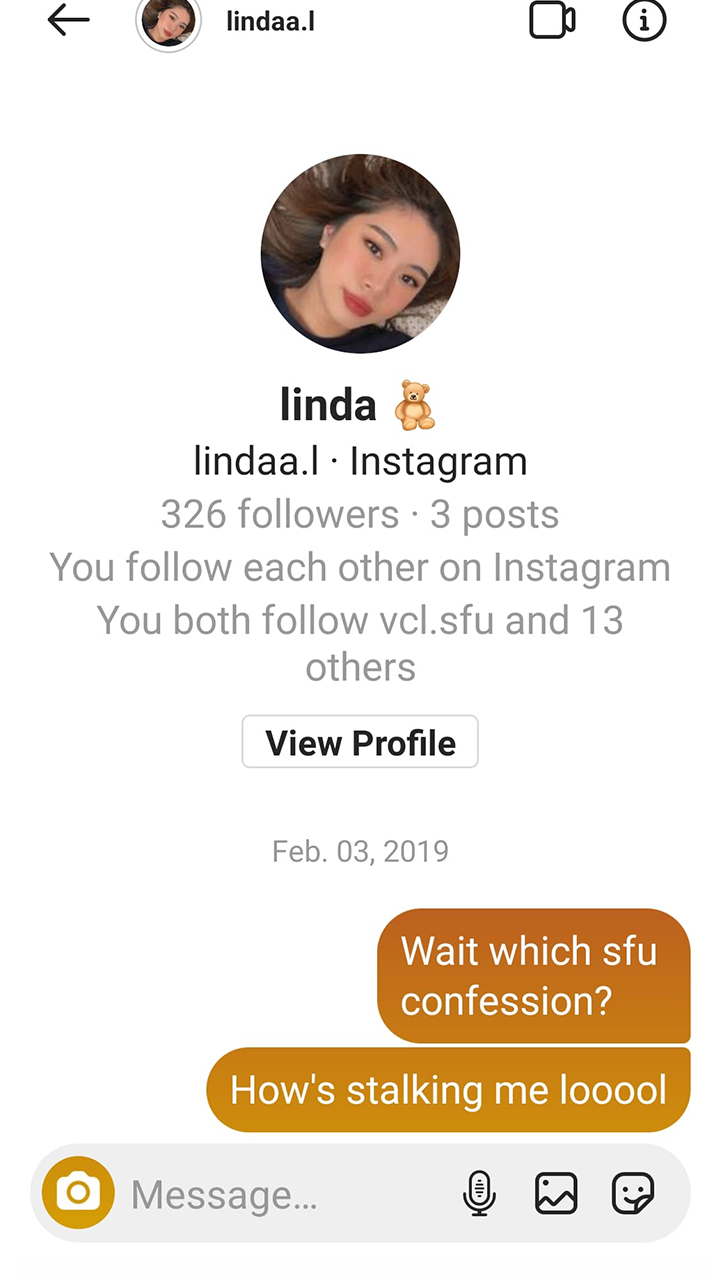 lindaa.l
linda 🧸
lindaa.l · Instagram
326 followers · 3 posts
You follow each other on Instagram
You both follow vcl.sfu and 13
others
View Profile
Feb. 03, 2019
Wait which sfu
confession?
How's stalking me looool
Message...